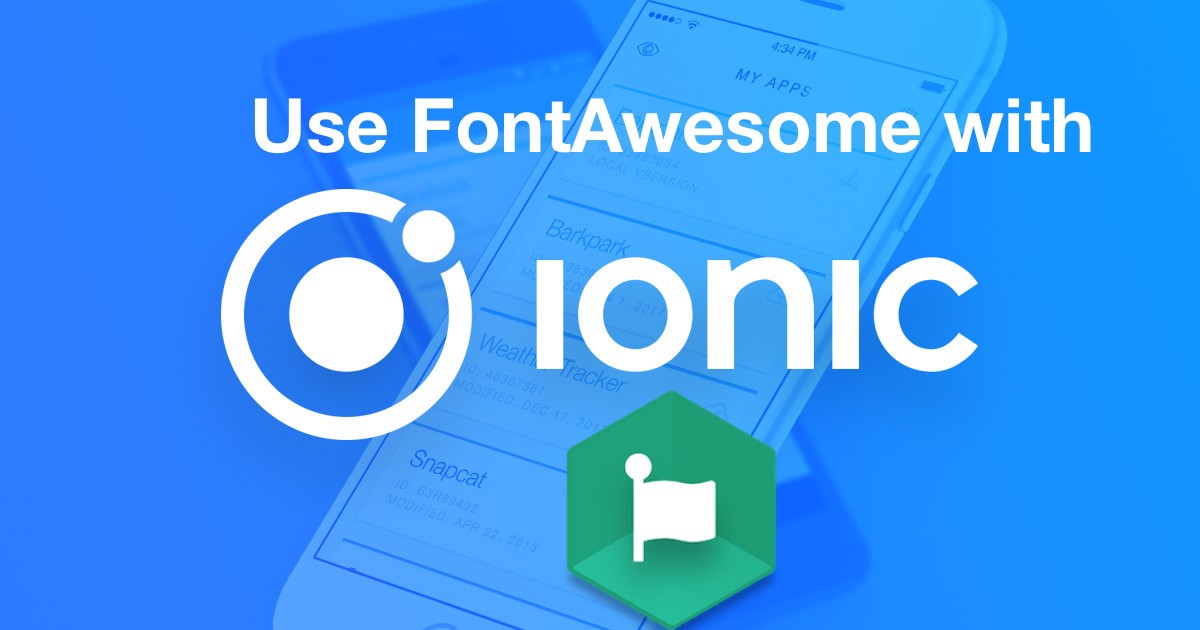 4:34 PM
MY APPS
Use FontAwesome with
LOCAL VBERSION
Barkpark
ionic
Weather Tracker
ID: A6367361
MODIFIED: DEC 17, 201
Snapcat
ID: B3R89432
MODIFIED: APR 22, 2013